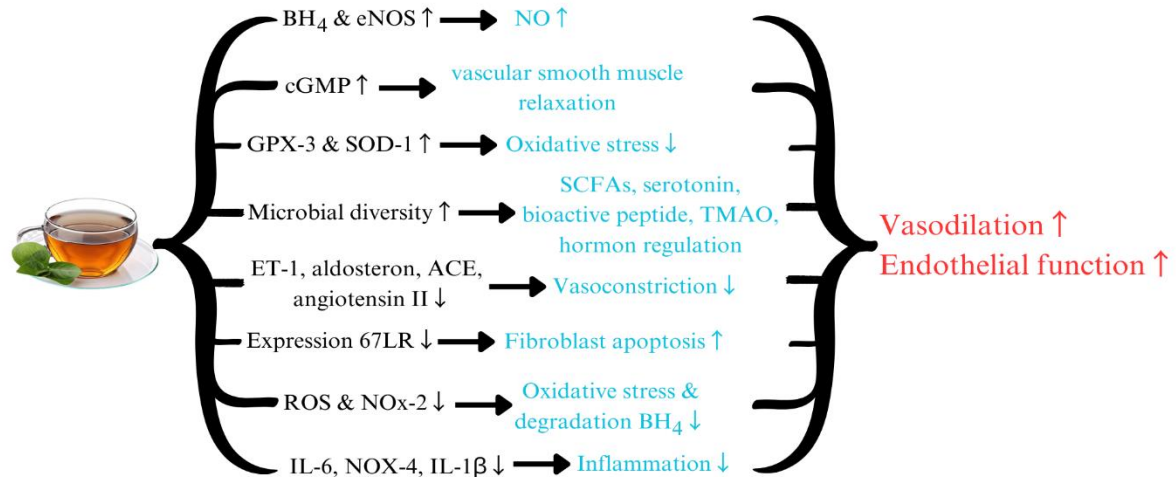 BH₄ & eNOS ↑ → NO ↑
cGMP ↑ → vascular smooth muscle
relaxation
GPX-3 & SOD-1 ↑ → Oxidative stress ↓
SCFAs, serotonin,
Microbial diversity ↑ → bioactive peptide, TMAO,
hormon regulation
ET-1, aldosteron, ACE,
angiotensin II ↓ → Vasoconstriction ↓
Expression 67LR ↓ → Fibroblast apoptosis ↑
ROS & NOx-2 ↓ → Oxidative stress &
degradation BH₄ ↓
IL-6, NOX-4, IL-1β ↓ → Inflammation ↓
Vasodilation ↑
Endothelial function ↑